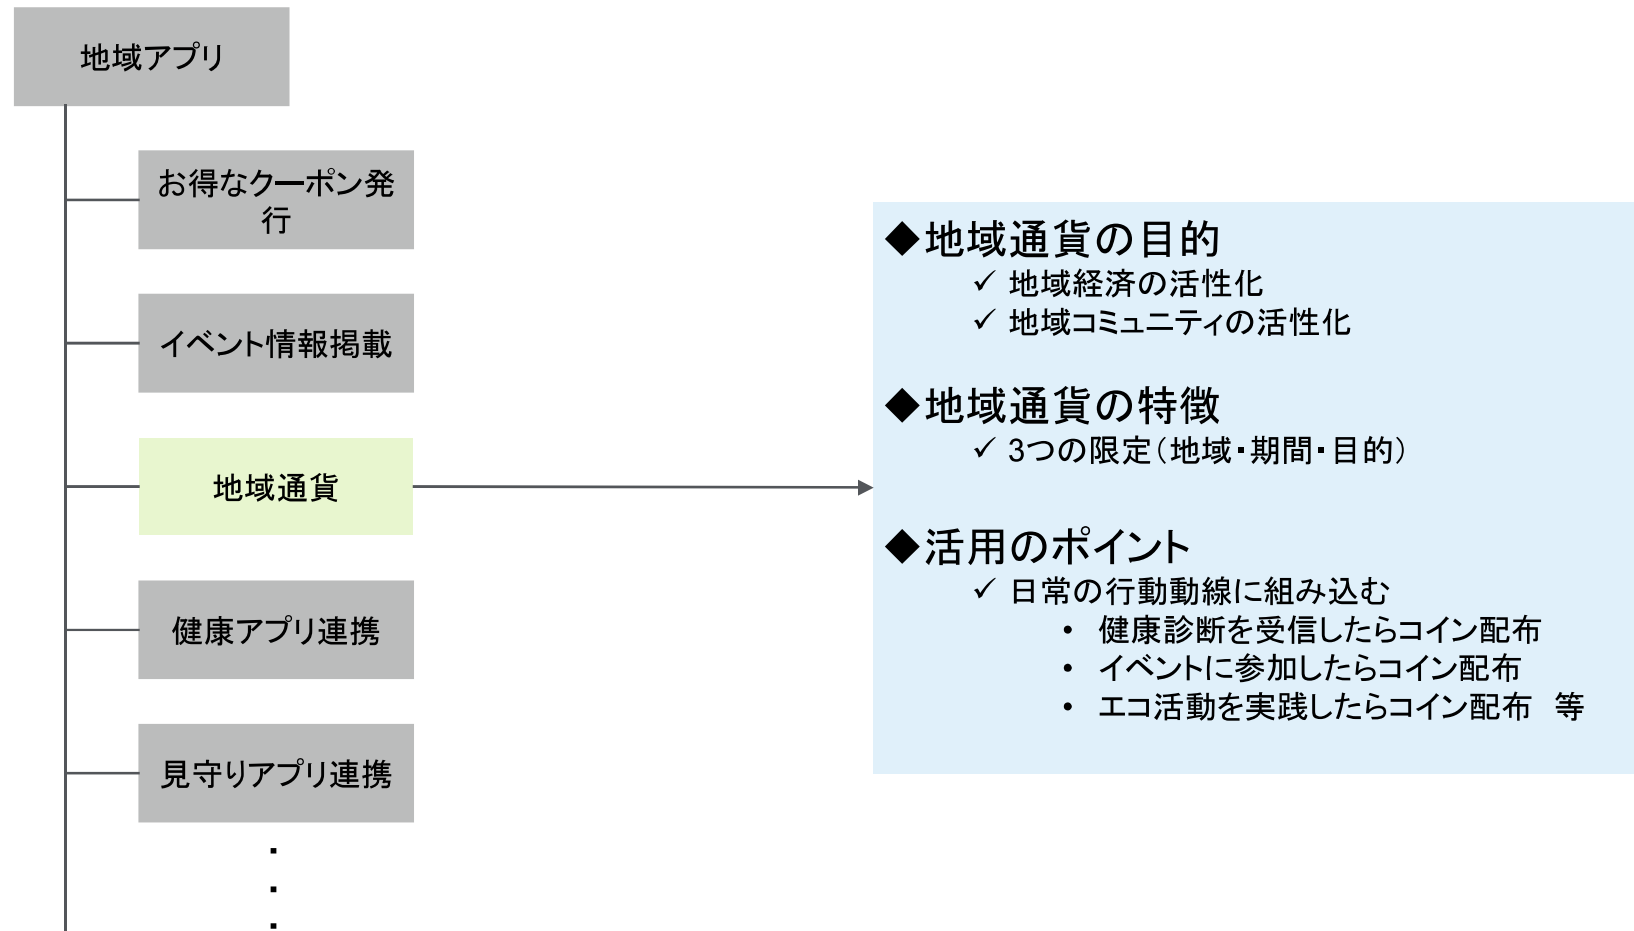 地域アプリ
お得なクーポン発
行
イベント情報掲載
地域通貨
健康アプリ連携
見守りアプリ連携
・
・
・
◆地域通貨の目的
✓ 地域経済の活性化
✓ 地域コミュニティの活性化
◆地域通貨の特徴
✓ 3つの限定（地域・期間・目的）
◆活用のポイント
✓ 日常の行動動線に組み込む
• 健康診断を受信したらコイン配布
• イベントに参加したらコイン配布
• エコ活動を実践したらコイン配布　等